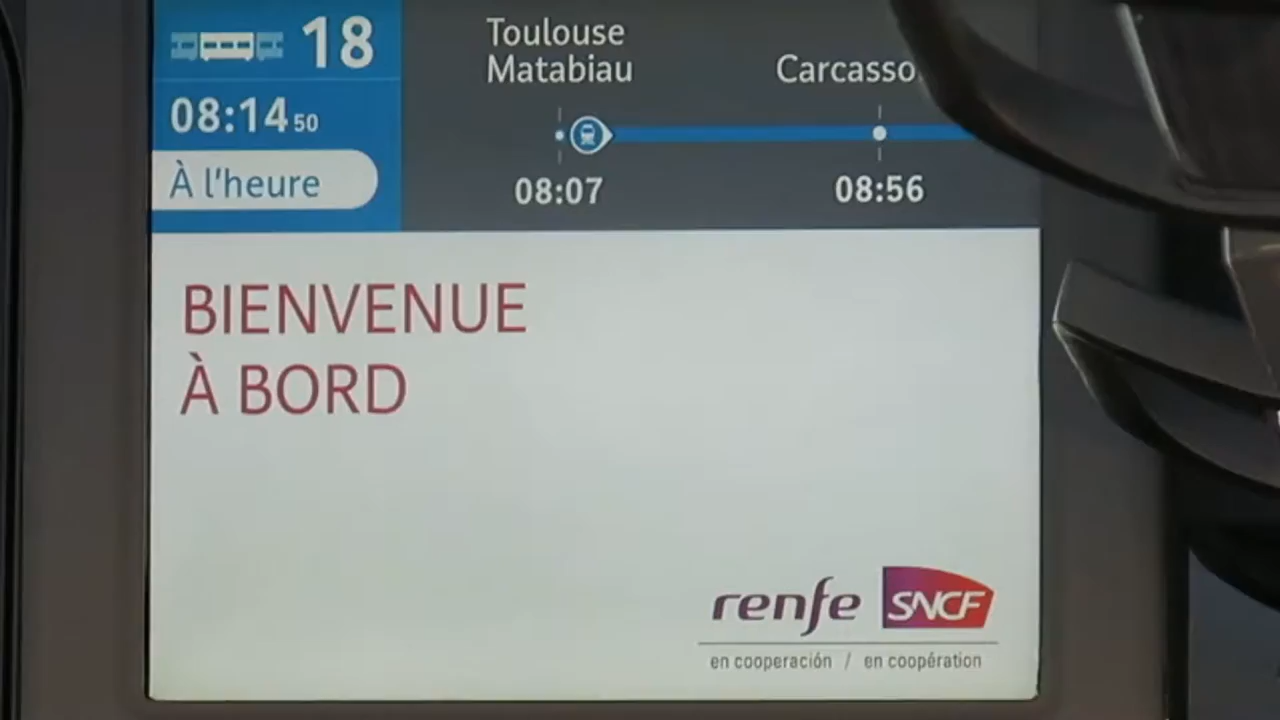 18
08:14 50
À l'heure
Toulouse
Matabiau
08:07
08:56
BIENVENUE
À BORD
renfe SNCF
en cooperación / en coopération